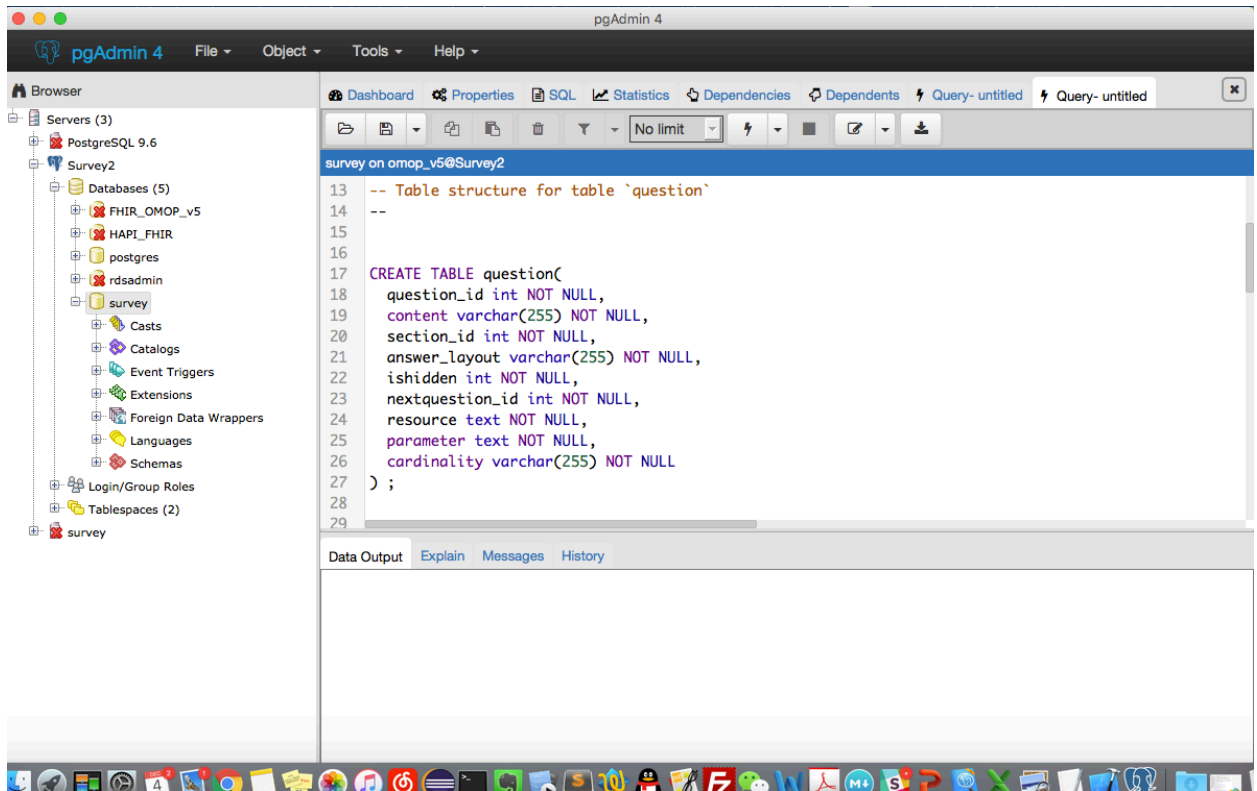 pgAdmin 4
pgAdmin 4 File Object Tools Help
Browser
Dashboard Properties SQL Statistics Dependencies Dependents Query- untitled Query- untitled
Servers (3)
PostgreSQL 9.6
Survey2
Databases (5)
FHIR_OMOP_v5
HAPI_FHIR
postgres
rdsadmin
survey
Casts
Catalogs
Event Triggers
Extensions
Foreign Data Wrappers
Languages
Schemas
Login/Group Roles
Tablespaces (2)
survey
No limit
survey on omop_v5@Survey2
13 -- Table structure for table `question`
14 --
15
16
17 CREATE TABLE question(
18 question_id int NOT NULL,
19 content varchar(255) NOT NULL,
20 section_id int NOT NULL,
21 answer_layout varchar(255) NOT NULL,
22 ishidden int NOT NULL,
23 nextquestion_id int NOT NULL,
24 resource text NOT NULL,
25 parameter text NOT NULL,
26 cardinality varchar(255) NOT NULL
27 ) ;
28
29
Data Output Explain Messages History